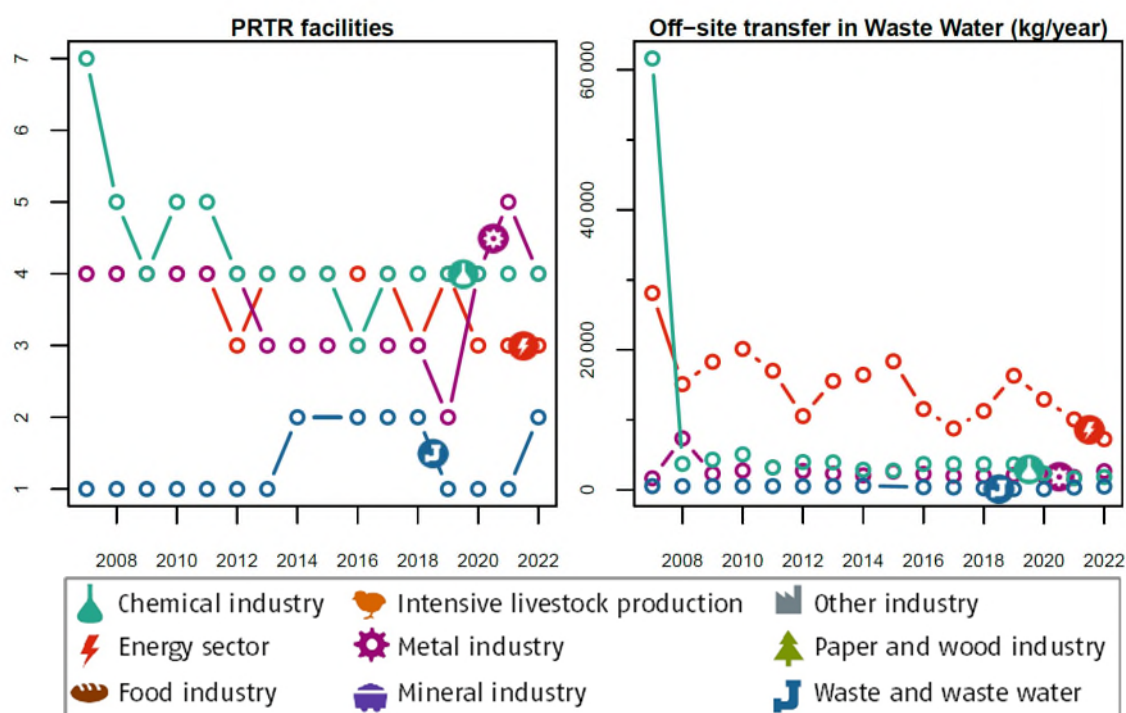 PRTR facilities
7
6
5
4
3
2
1
2008 2010 2012 2014 2016 2018 2020 2022
Off−site transfer in Waste Water (kg/year)
60 000
40 000
20 000
0
2008 2010 2012 2014 2016 2018 2020 2022
Chemical industry
Intensive livestock production
Other industry
Energy sector
Metal industry
Paper and wood industry
Food industry
Mineral industry
Waste and waste water